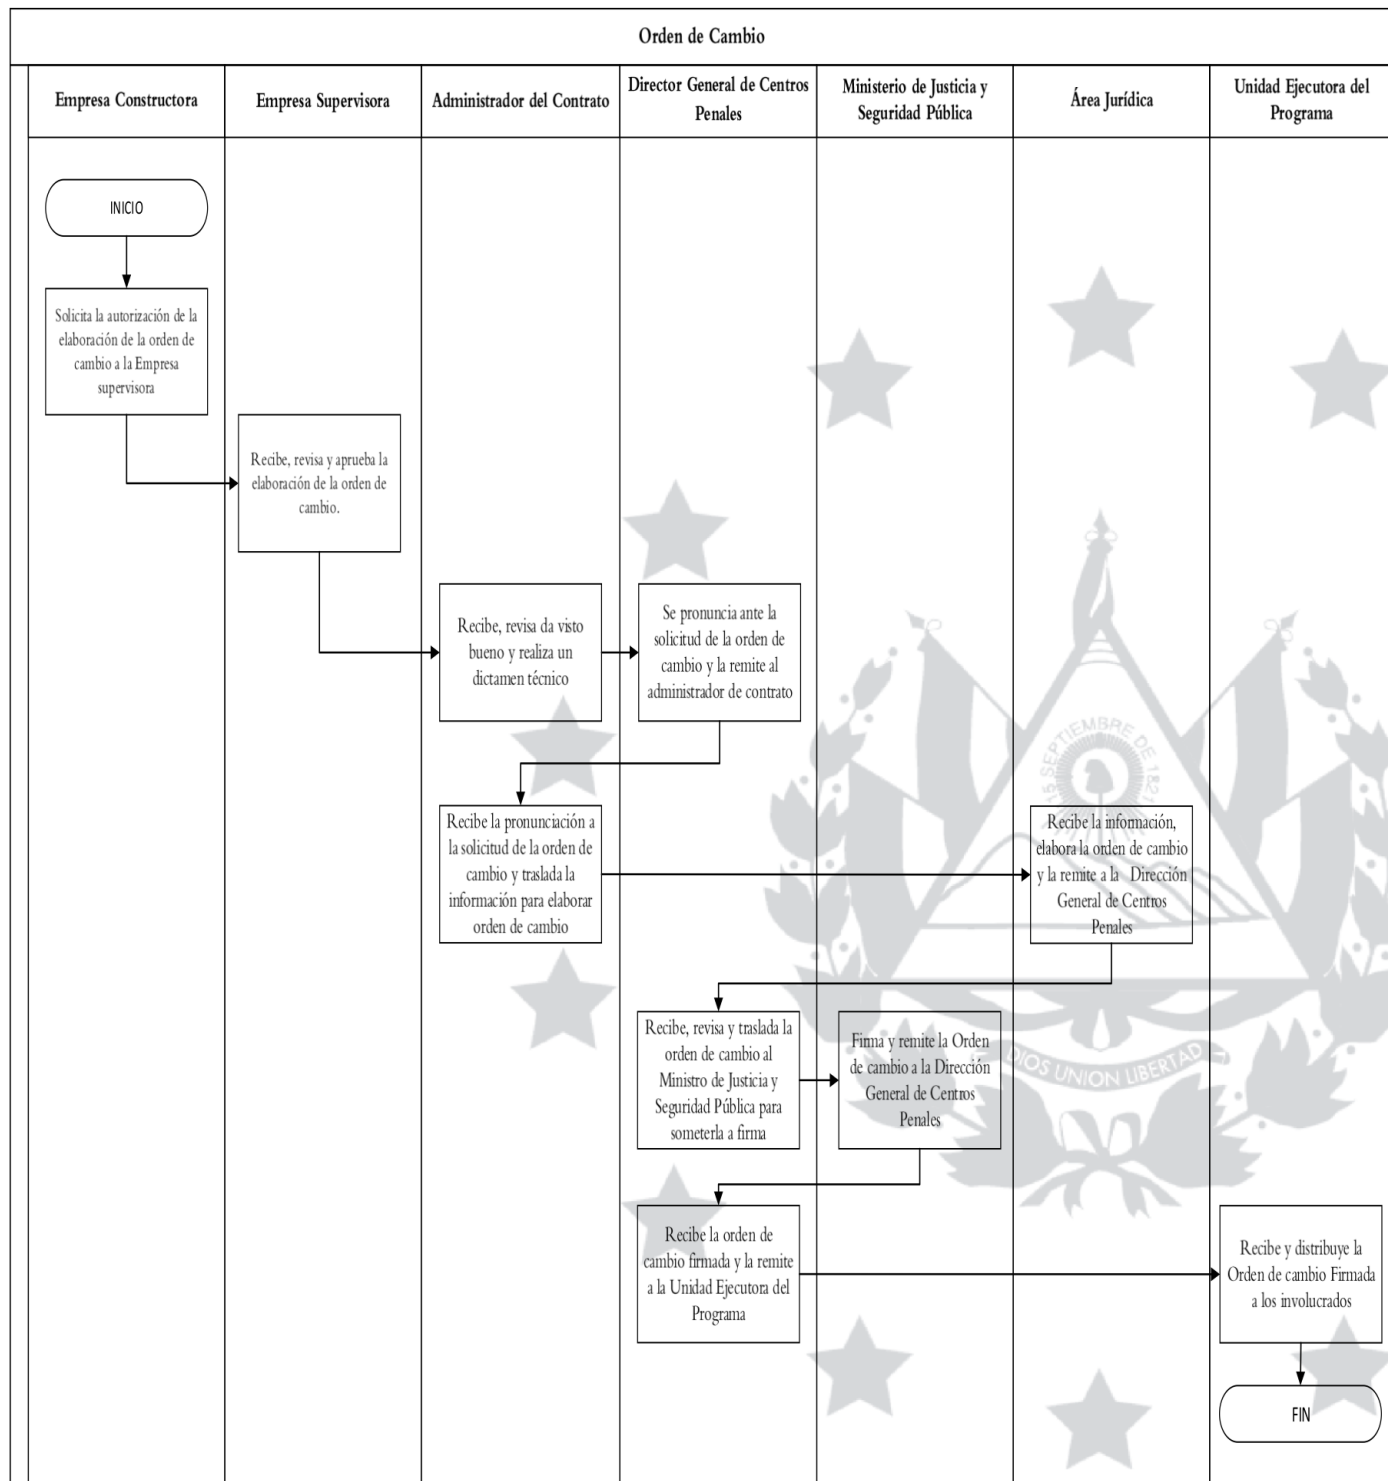 Orden de Cambio
Empresa Constructora
Empresa Supervisora
Administrador del Contrato
Director General de Centros
Penales
Ministerio de Justicia y
Seguridad Pública
Área Jurídica
Unidad Ejecutora del
Programa
INICIO
Solicita la autorización de la
elaboración de la orden de
cambio a la Empresa
supervisora
Recibe, revisa y aprueba la
elaboración de la orden de
cambio.
Recibe, revisa da visto
bueno y realiza un
dictamen técnico
Se pronuncia ante la
solicitud de la orden de
cambio y la remite al
administrador de contrato
Recibe la pronunciación a
la solicitud de la orden de
cambio y traslada la
información para elaborar
orden de cambio
Recibe la información,
elabora la orden de cambio
y la remite a la Dirección
General de Centros
Penales
Recibe, revisa y traslada la
orden de cambio al
Ministro de Justicia y
Seguridad Pública para
someterla a firma
Firma y remite la Orden
de cambio a la Dirección
General de Centros
Penales
Recibe la orden de
cambio firmada y la remite
a la Unidad Ejecutora del
Programa
Recibe y distribuye la
Orden de cambio Firmada
a los involucrados
FIN
15 SEPTIEMBRE DE 1821
DIOS UNION LIBERTAD